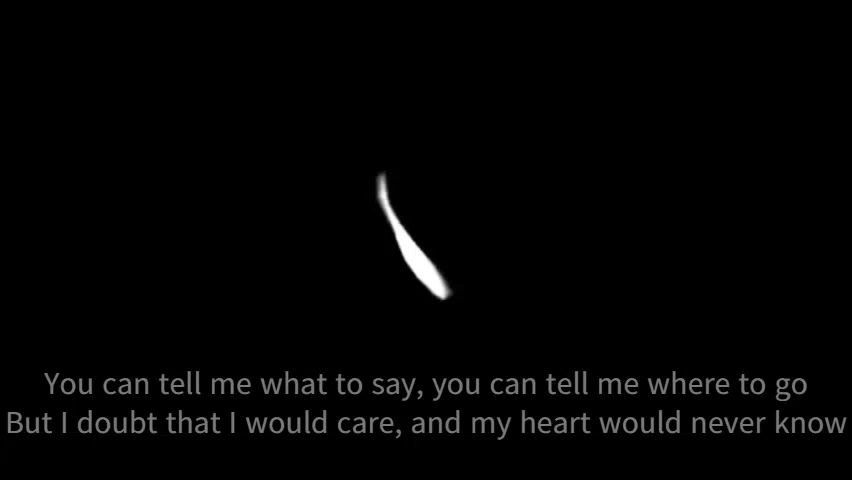 You can tell me what to say, you can tell me where to go
But I doubt that I would care, and my heart would never know